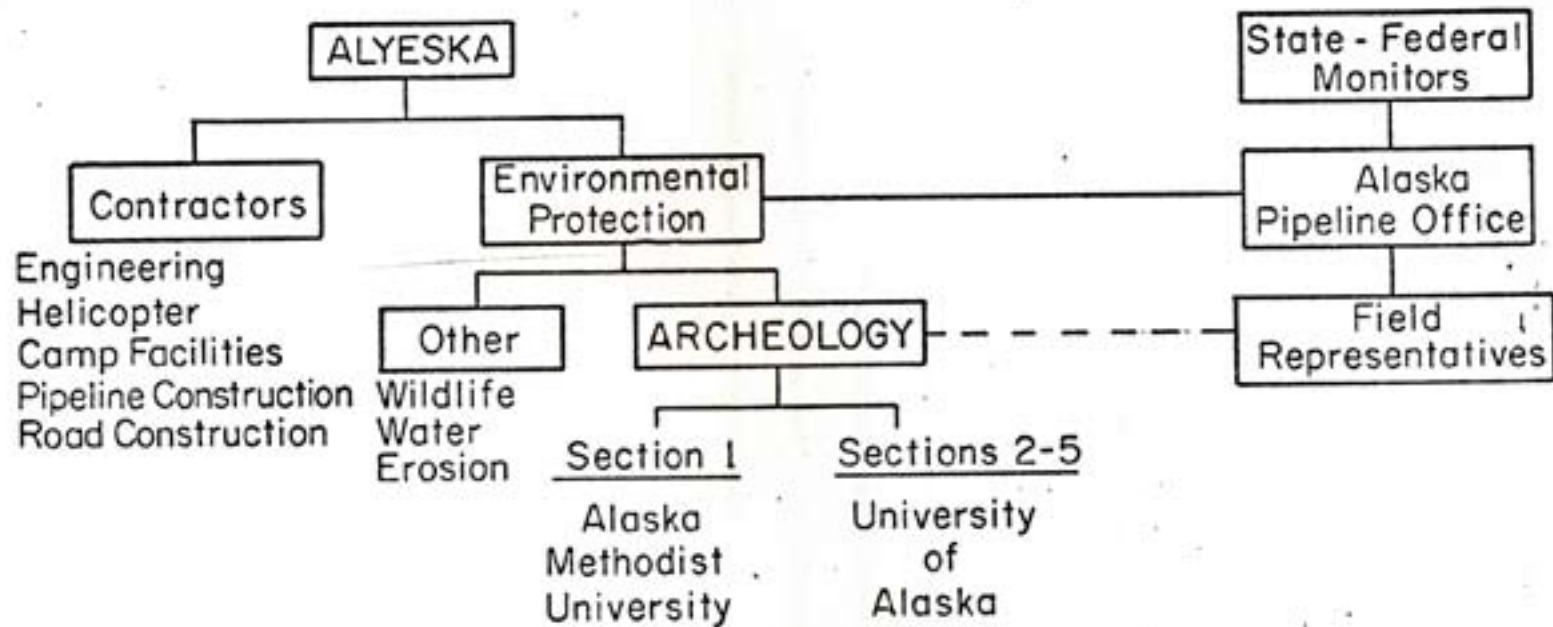 ALYESKA
State - Federal
Monitors
Contractors
Environmental
Protection
Alaska
Pipeline Office
Engineering
Helicopter
Camp Facilities
Pipeline Construction
Road Construction
Other
Wildlife
Water
Erosion
ARCHEOLOGY
Field
Representatives
Section 1
Alaska
Methodist
University
Sections 2-5
University
of
Alaska